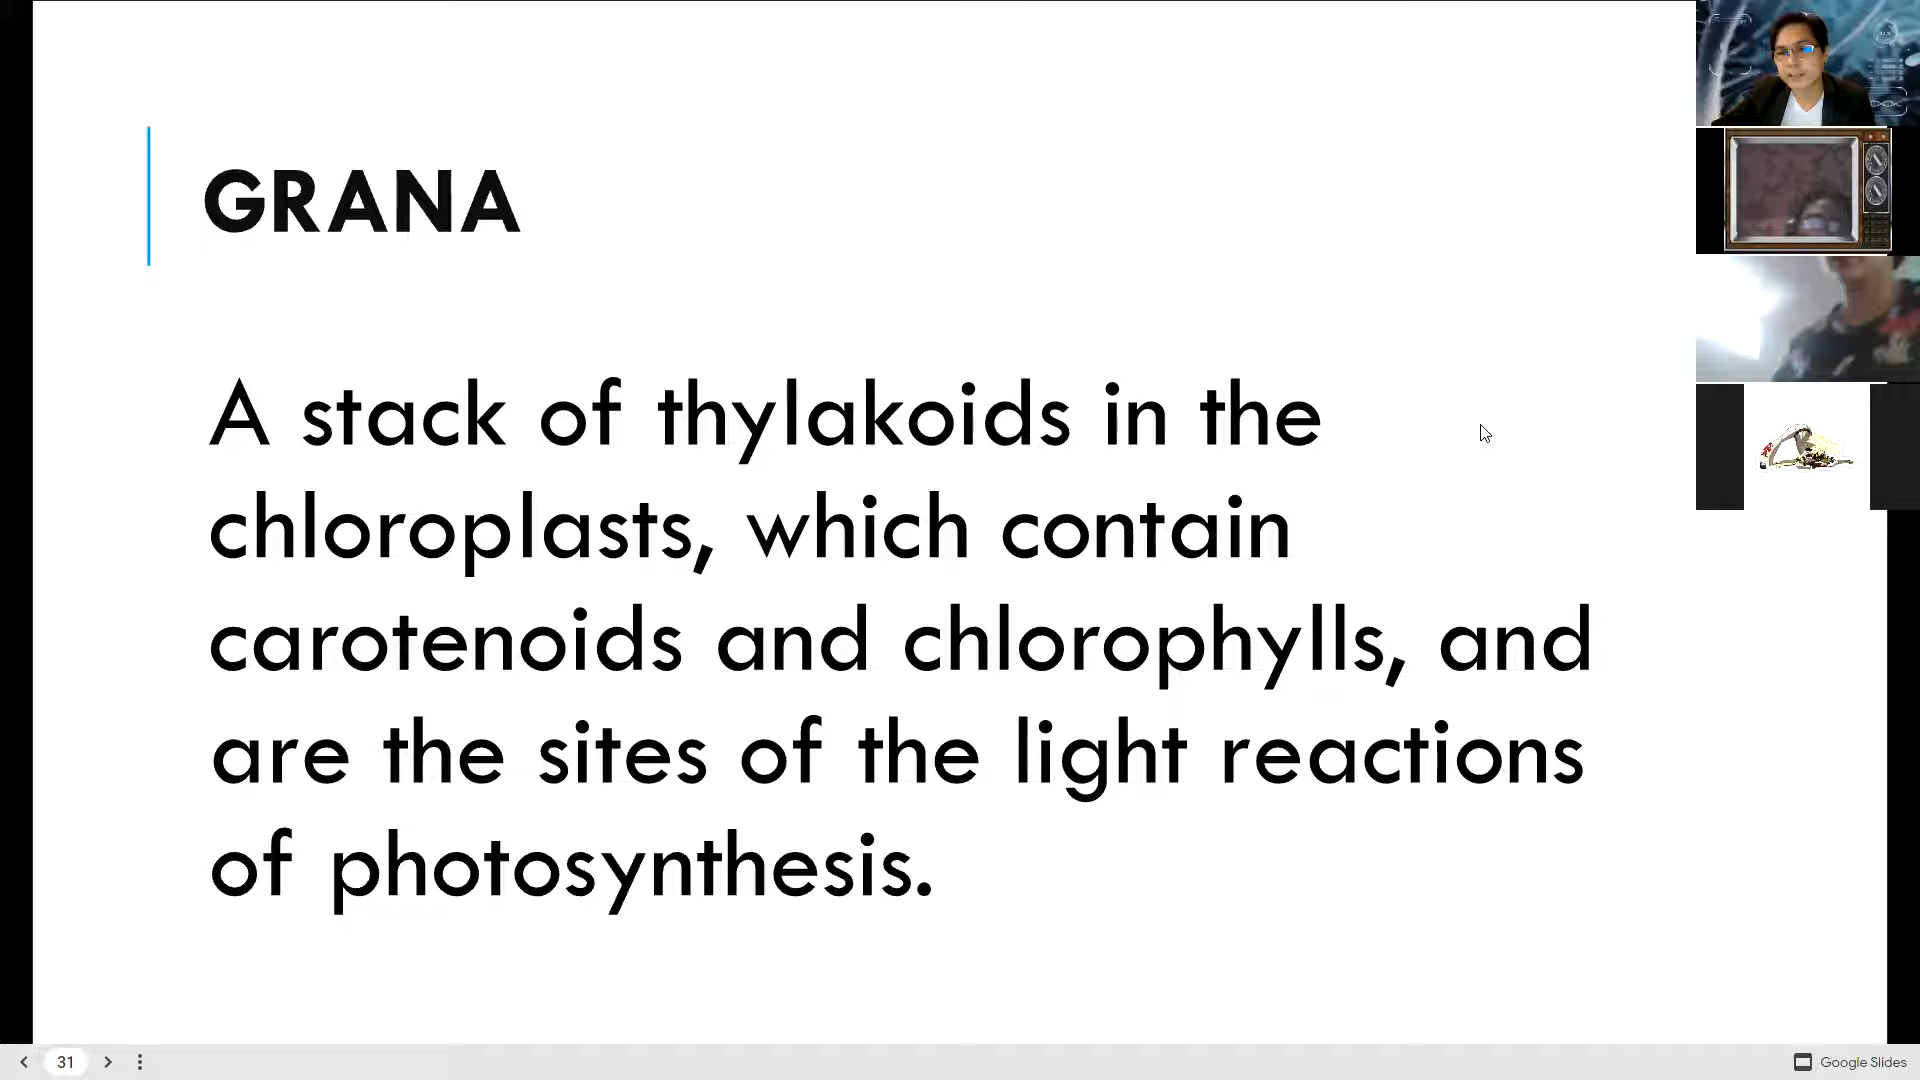 GRANA
A stack of thylakoids in the
chloroplasts, which contain
carotenoids and chlorophylls, and
are the sites of the light reactions
of photosynthesis.
31
Google Slides